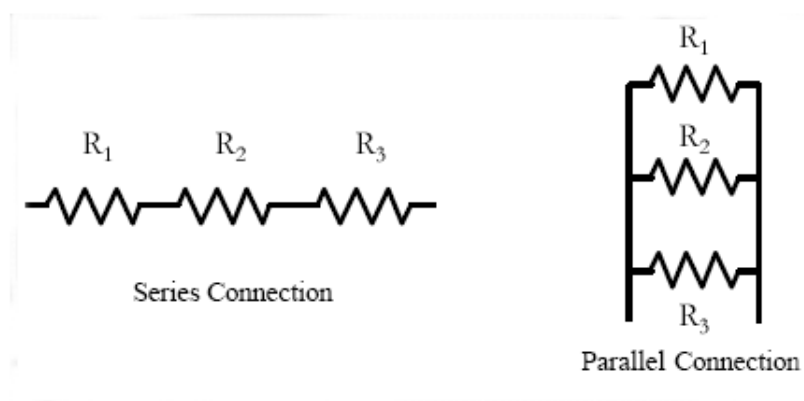 R₁ R₂ R₃
Series Connection
R₁
R₂
R₃
Parallel Connection